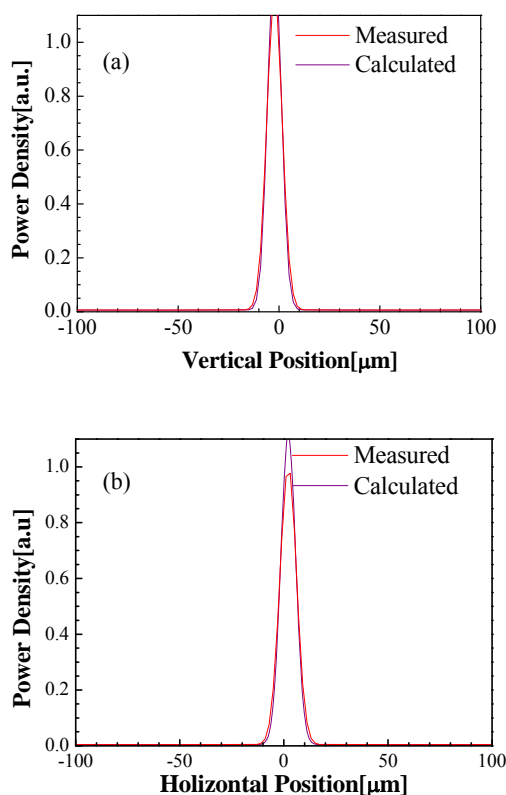 (a)
Measured
Calculated
Power Density[a.u.]
1.0
0.8
0.6
0.4
0.2
0.0
-100 -50 0 50 100
Vertical Position[μm]
(b)
Measured
Calculated
Power Density[a.u]
1.0
0.8
0.6
0.4
0.2
0.0
-100 -50 0 50 100
Holizontal Position[μm]